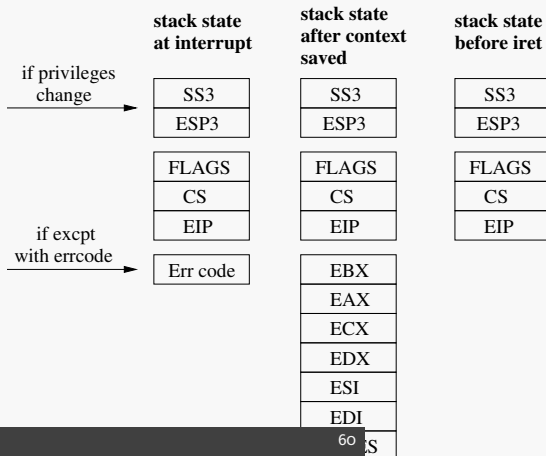 stack state
at interrupt
stack state
after context
saved
stack state
before iret
if privileges
change
SS3
ESP3
SS3
ESP3
SS3
ESP3
FLAGS
CS
EIP
FLAGS
CS
EIP
FLAGS
CS
EIP
if excpt
with errcode
Err code
EBX
EAX
ECX
EDX
ESI
EDI
60